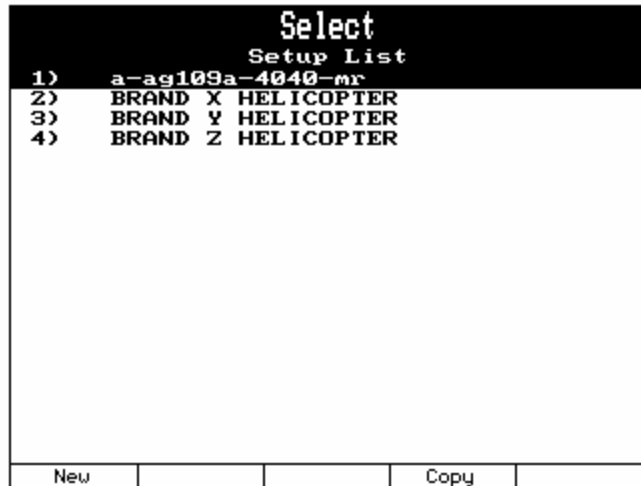 Select
Setup List
1) a-ag109a-4040-mr
2) BRAND X HELICOPTER
3) BRAND Y HELICOPTER
4) BRAND Z HELICOPTER
New Copy